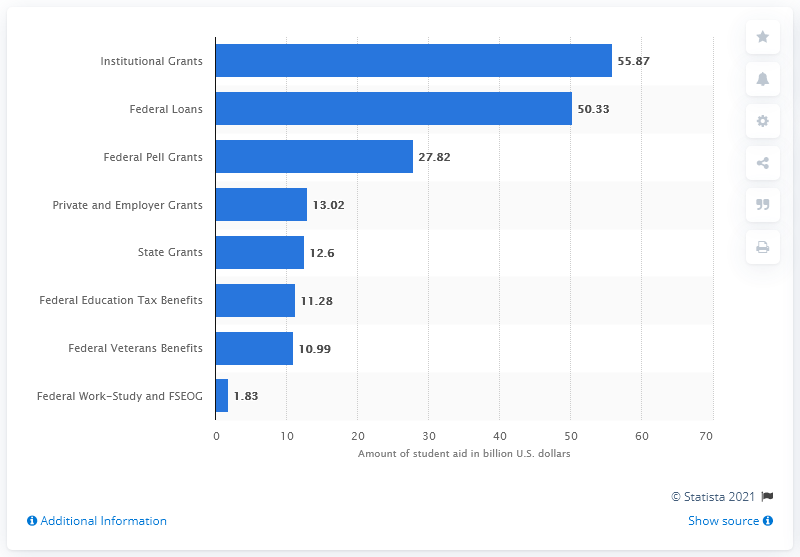 Institutional Grants 55.87
Federal Loans 50.33
Federal Pell Grants 27.82
Private and Employer Grants 13.02
State Grants 12.6
Federal Education Tax Benefits 11.28
Federal Veterans Benefits 10.99
Federal Work-Study and FSEOG 1.83
0 10 20 30 40 50 60 70
Amount of student aid in billion U.S. dollars
© Statista 2021
Additional Information Show source